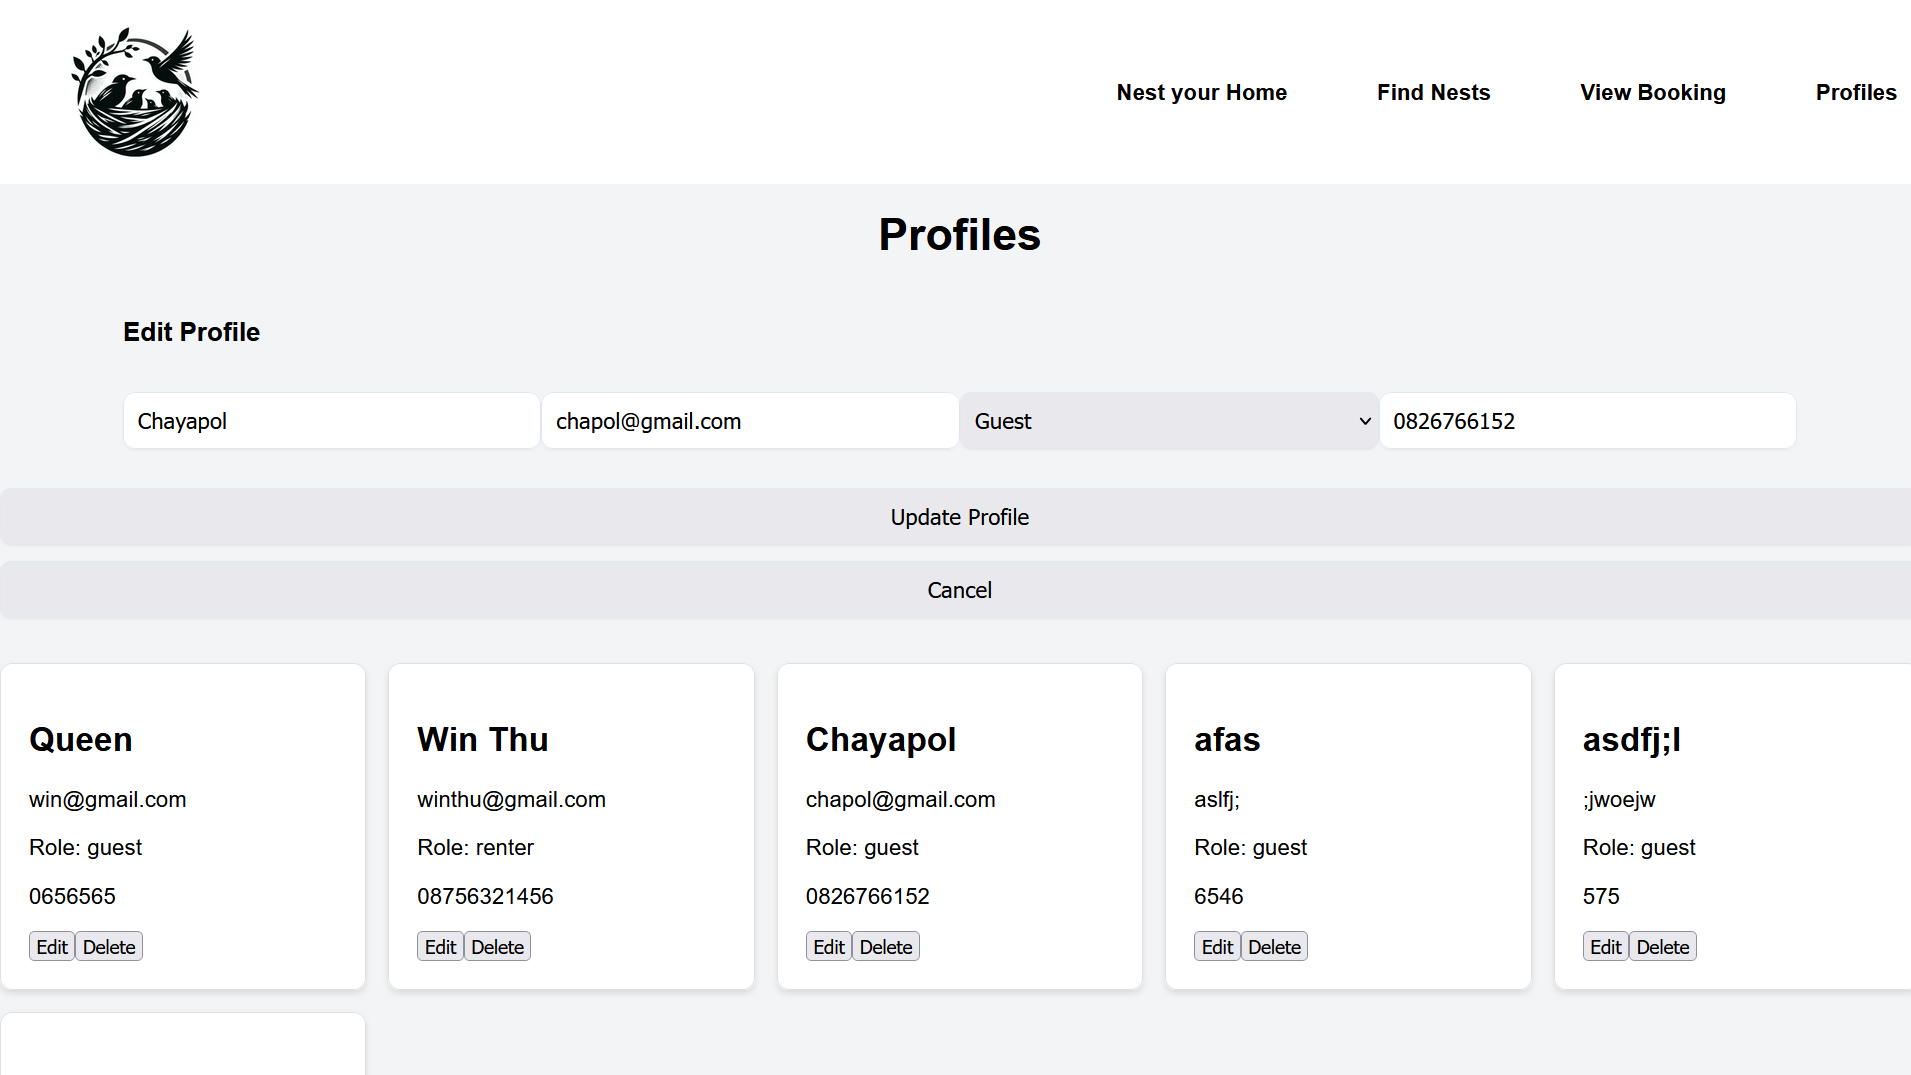 Nest your Home Find Nests View Booking Profiles
Profiles
Edit Profile
Chayapol chapol@gmail.com Guest 0826766152
Update Profile
Cancel
Queen
win@gmail.com
Role: guest
0656565
Edit Delete
Win Thu
winthu@gmail.com
Role: renter
08756321456
Edit Delete
Chayapol
chapol@gmail.com
Role: guest
0826766152
Edit Delete
afas
aslfj;
Role: guest
6546
Edit Delete
asdfj;l
;jwoejw
Role: guest
575
Edit Delete